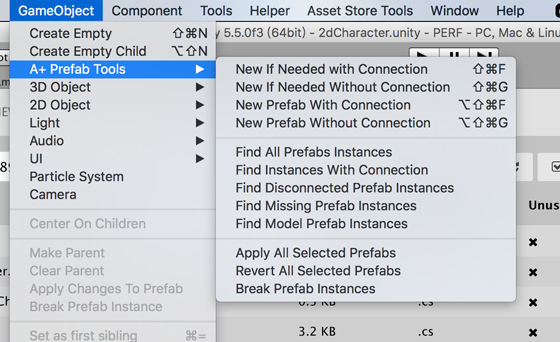 GameObject Component Tools Helper Asset Store Tools Window Help
5.5.0f3 (64bit) - 2dCharacter.unity - PERF - PC, Mac & Linu
Create Empty ⇧⌘N
Create Empty Child ⌥⇧N
A+ Prefab Tools ▶
3D Object ▶
2D Object ▶
Light ▶
Audio ▶
UI ▶
Particle System
Camera
Center On Children
Make Parent
Clear Parent
Apply Changes To Prefab
Break Prefab Instance
Set as first sibling ⌘=
New If Needed with Connection ⇧⌘F
New If Needed Without Connection ⇧⌘G
New Prefab With Connection ⌥⇧⌘F
New Prefab Without Connection ⌥⇧⌘G
Find All Prefabs Instances
Find Instances With Connection
Find Disconnected Prefab Instances
Find Missing Prefab Instances
Find Model Prefab Instances
Apply All Selected Prefabs
Revert All Selected Prefabs
Break Prefab Instances
Unus
3.2 KB .cs